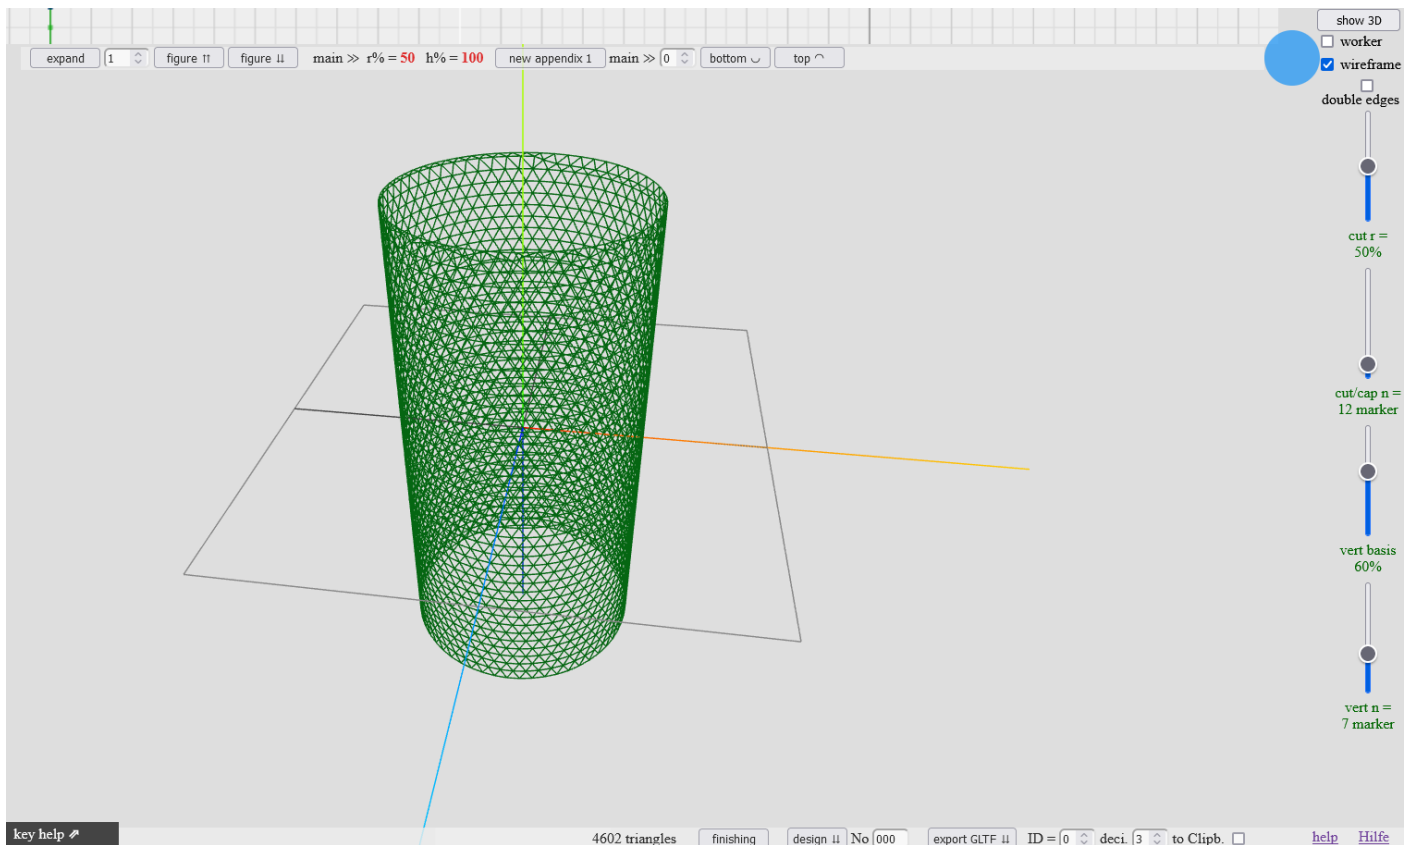 show 3D
worker
expand 1 figure ⇈ figure ⇊ main ≫ r% = 50 h% = 100 new appendix 1 main ≫ 0 bottom ◡ top ◠
wireframe
double edges
cut r =
50%
cut/cap n =
12 marker
vert basis
60%
vert n =
7 marker
key help ⇗
4602 triangles finishing design ⇊ No 000 export GLTF ⇊ ID = 0 deci. 3 to Clipb. help Hilfe